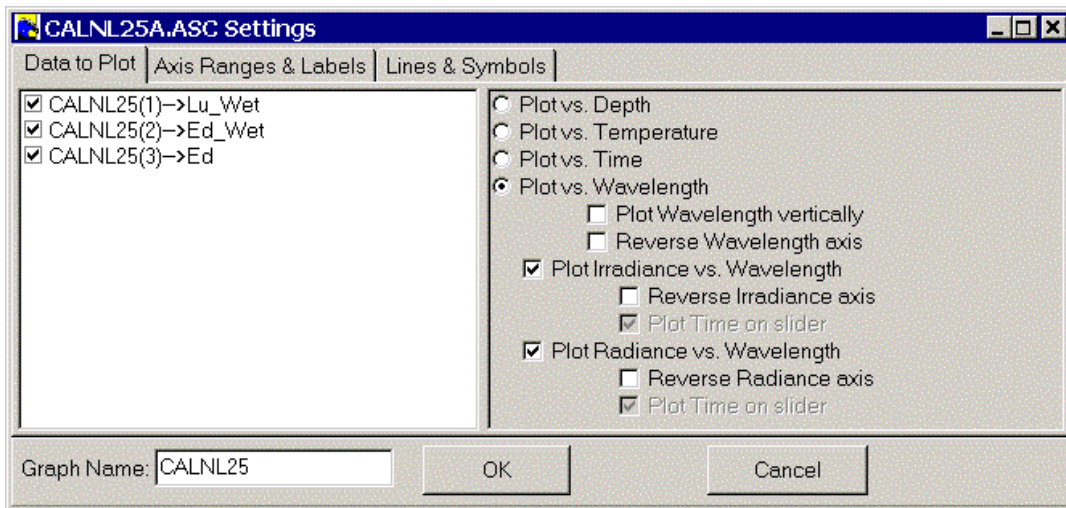 CALNL25A.ASC Settings
Data to Plot
Axis Ranges & Labels
Lines & Symbols
CALNL25(1)-->Lu_Wet
CALNL25(2)-->Ed_Wet
CALNL25(3)-->Ed
Plot vs. Depth
Plot vs. Temperature
Plot vs. Time
Plot vs. Wavelength
Plot Wavelength vertically
Reverse Wavelength axis
Plot Irradiance vs. Wavelength
Reverse Irradiance axis
Plot Time on slider
Plot Radiance vs. Wavelength
Reverse Radiance axis
Plot Time on slider
Graph Name: CALNL25
OK
Cancel